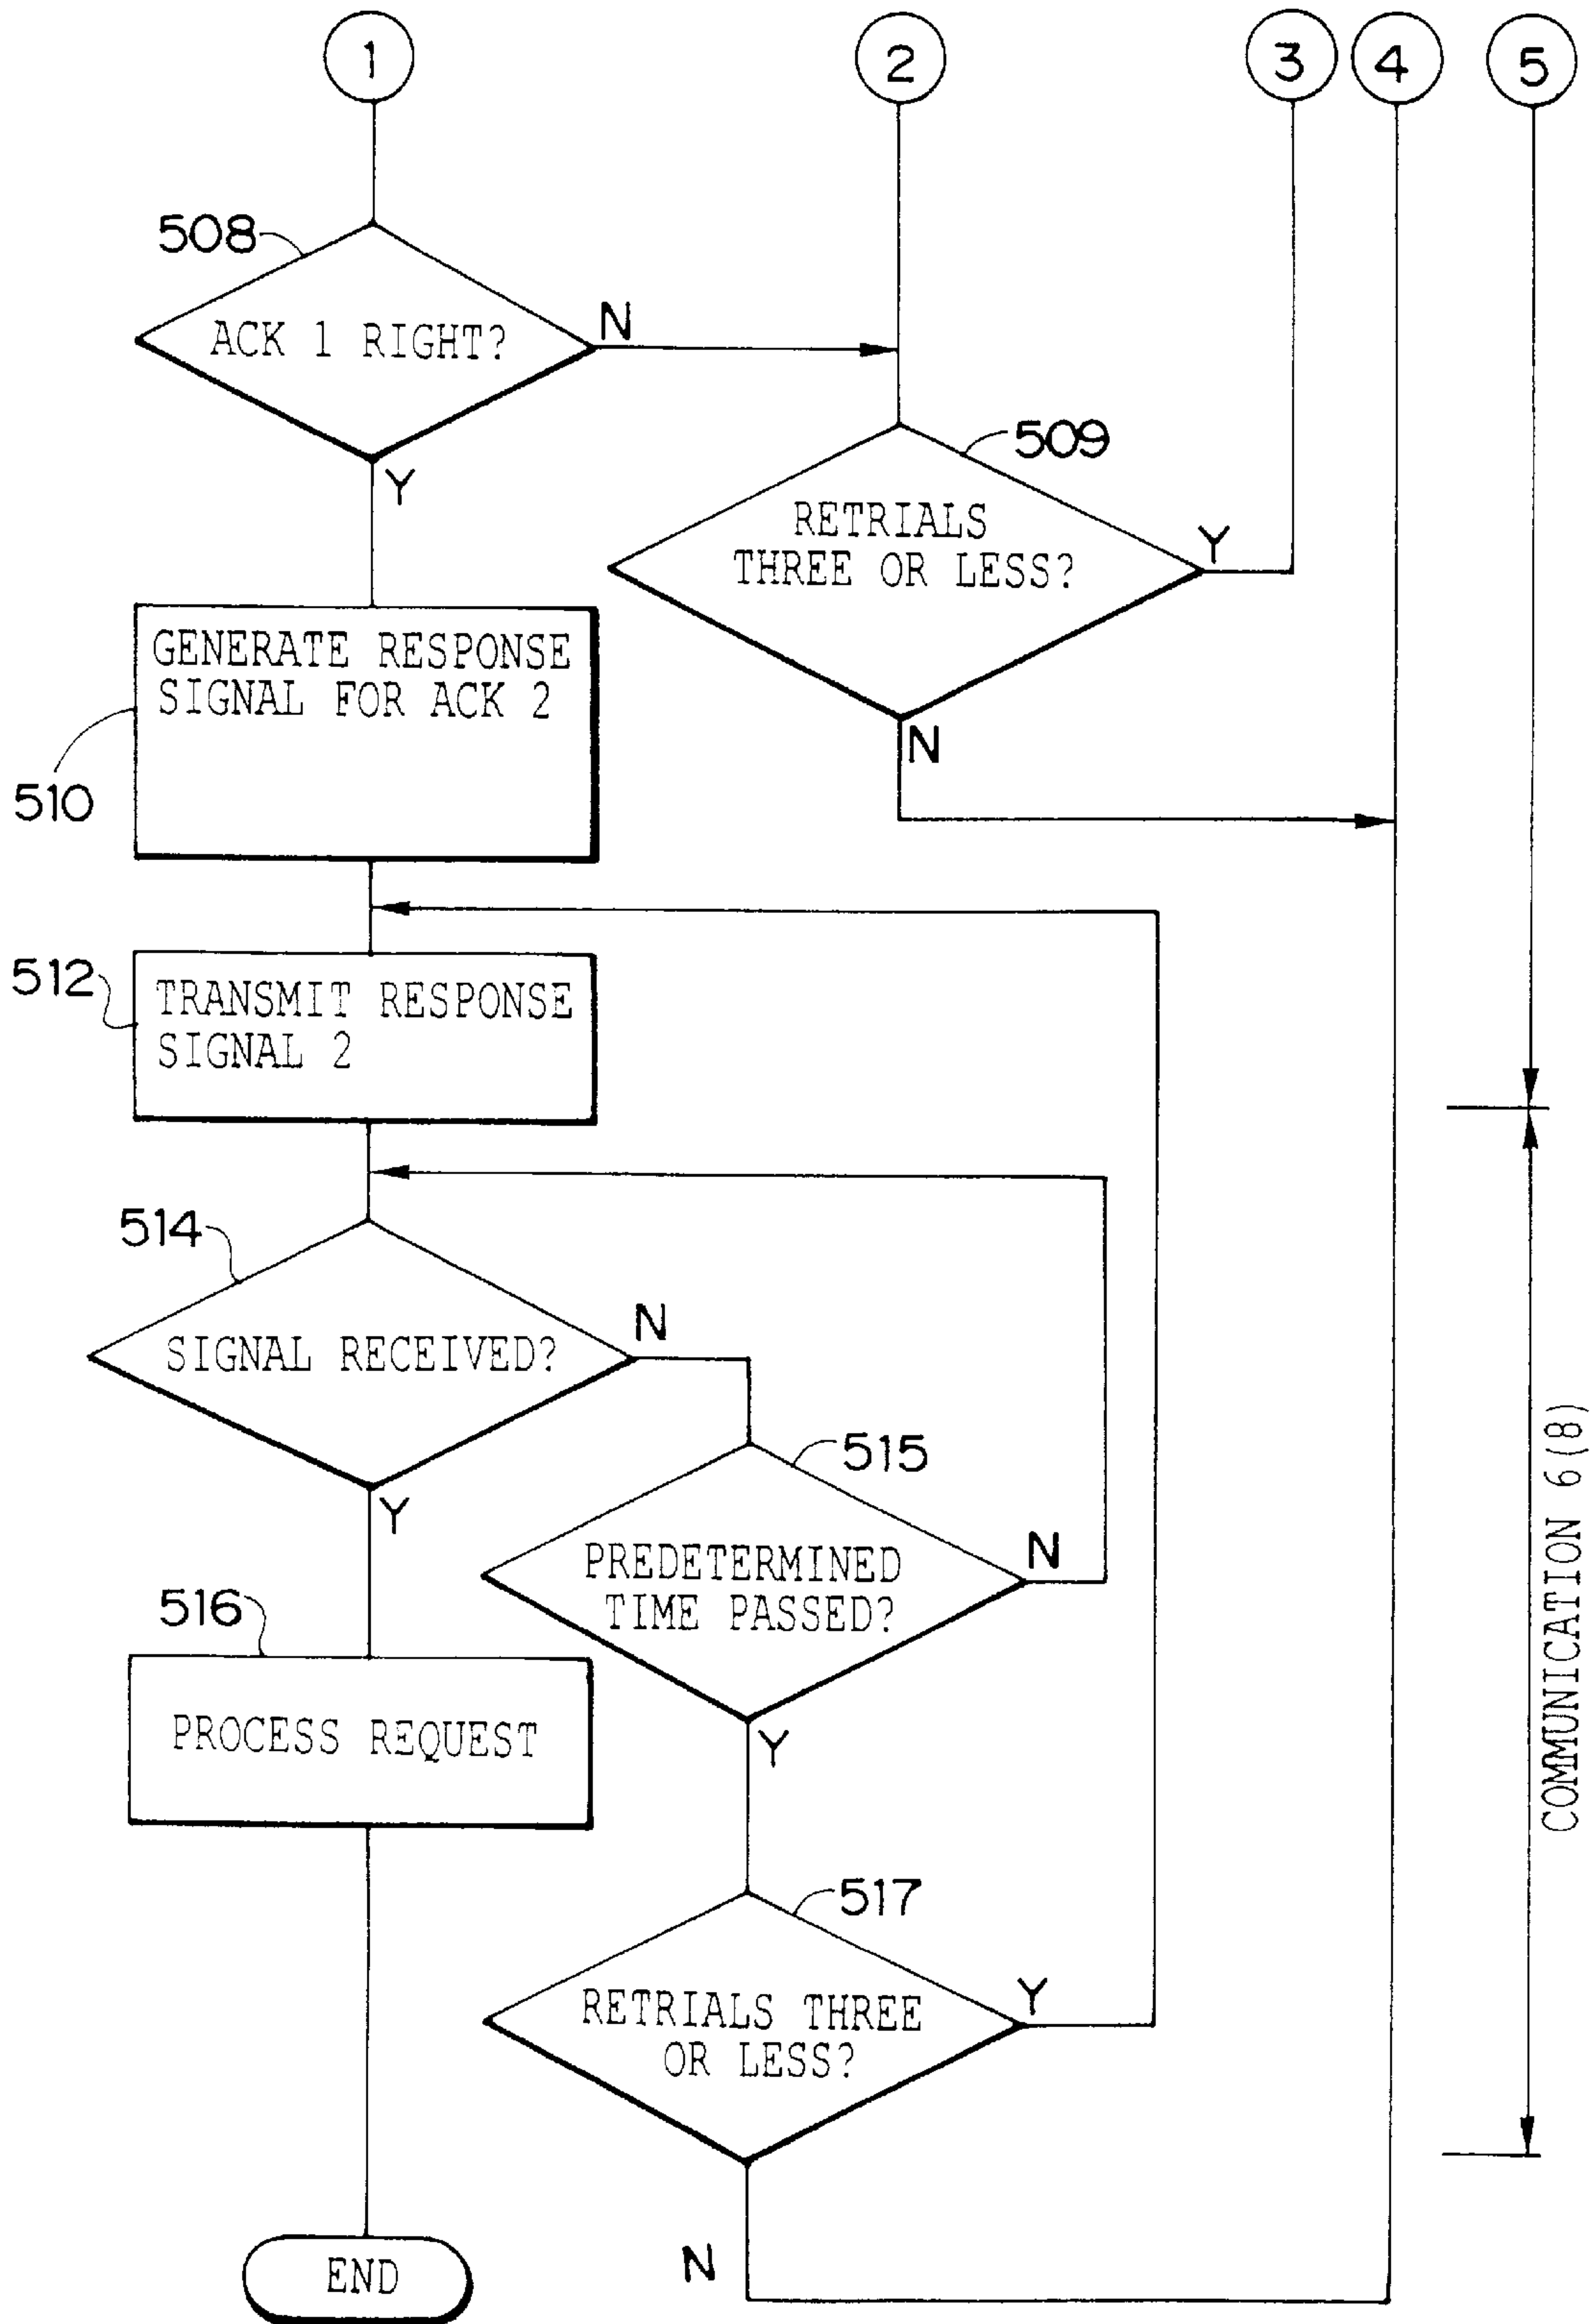 1
2
3
4
5
508
ACK 1 RIGHT?
N
Y
509
RETRIALS
THREE OR LESS?
Y
N
GENERATE RESPONSE
SIGNAL FOR ACK 2
510
512
TRANSMIT RESPONSE
SIGNAL 2
514
SIGNAL RECEIVED?
N
Y
515
PREDETERMINED
TIME PASSED?
N
Y
516
PROCESS REQUEST
517
RETRIALS THREE
OR LESS?
Y
N
END
COMMUNICATION 6(8)